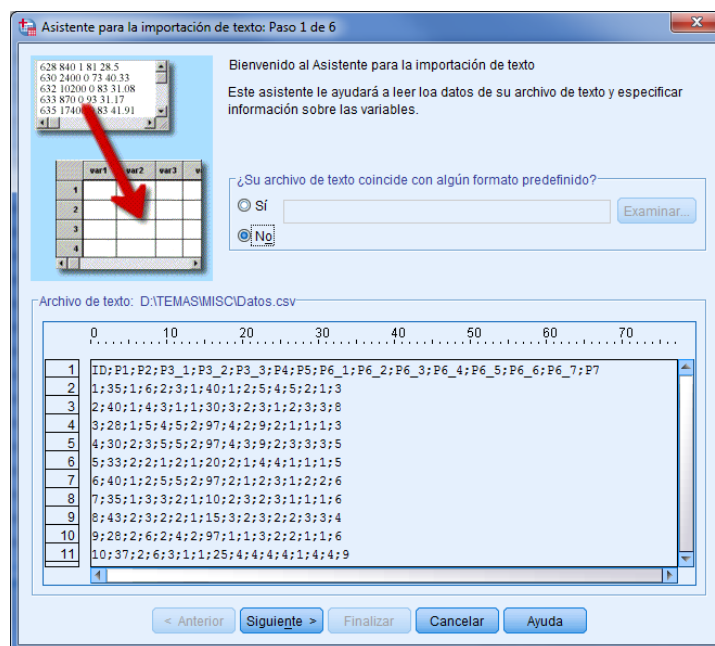 Asistente para la importación de texto: Paso 1 de 6
628 840 1 81 28.5
630 2400 0 73 40.33
632 10200 0 83 31.08
633 870 0 93 31.17
635 1740 83 41.91
var1 var2 var3 v
1
2
3
4
Bienvenido al Asistente para la importación de texto
Este asistente le ayudará a leer loa datos de su archivo de texto y especificar
información sobre las variables.
¿Su archivo de texto coincide con algún formato predefinido?
Sí
Examinar...
No
Archivo de texto: D:\TEMAS\MISC\Datos.csv
0 10 20 30 40 50 60 70
1 ID;P1;P2;P3_1;P3_2;P3_3;P4;P5;P6_1;P6_2;P6_3;P6_4;P6_5;P6_6;P6_7;P7
2 1;35;1;6;2;3;1;40;1;2;5;4;5;2;1;3
3 2;40;1;4;3;1;1;30;3;2;3;1;2;3;3;8
4 3;28;1;5;4;5;2;97;4;2;9;2;1;1;1;3
5 4;30;2;3;5;5;2;97;4;3;9;2;3;3;3;5
6 5;33;2;2;1;2;1;20;2;1;4;4;1;1;1;5
7 6;40;1;2;5;5;2;97;2;1;2;3;1;2;2;6
8 7;35;1;3;3;2;1;10;2;3;2;3;1;1;1;6
9 8;43;2;3;2;2;1;15;3;2;3;2;2;3;3;4
10 9;28;2;6;2;4;2;97;1;1;3;2;2;1;1;6
11 10;37;2;6;3;1;1;25;4;4;4;4;1;4;4;9
< Anterior Siguiente > Finalizar Cancelar Ayuda